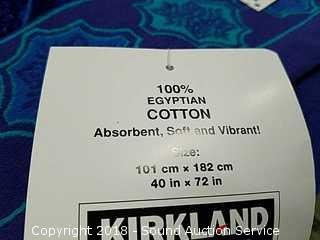 100%
EGYPTIAN
COTTON
Absorbent, Soft and Vibrant!
Size:
101 cm x 182 cm
40 in x 72 in
KIRKLAND
Copyright 2018 - Sound Auction Service